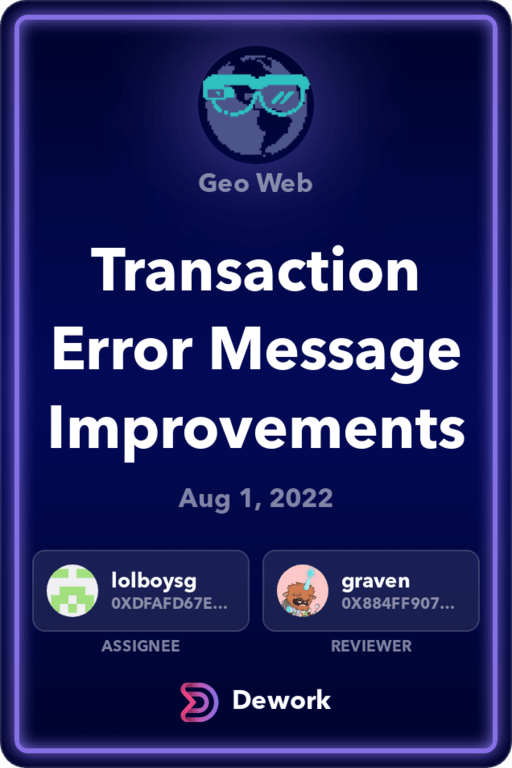 Geo Web
Transaction
Error Message
Improvements
Aug 1, 2022
lolboysg
0XDFAFD67E...
ASSIGNEE
graven
0X884FF907...
REVIEWER
Dework